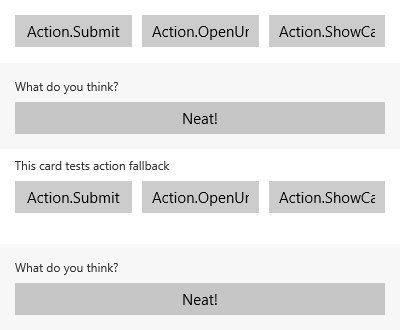 Action.Submit Action.OpenUr Action.ShowCa
What do you think?
Neat!
This card tests action fallback
Action.Submit Action.OpenUr Action.ShowCa
What do you think?
Neat!